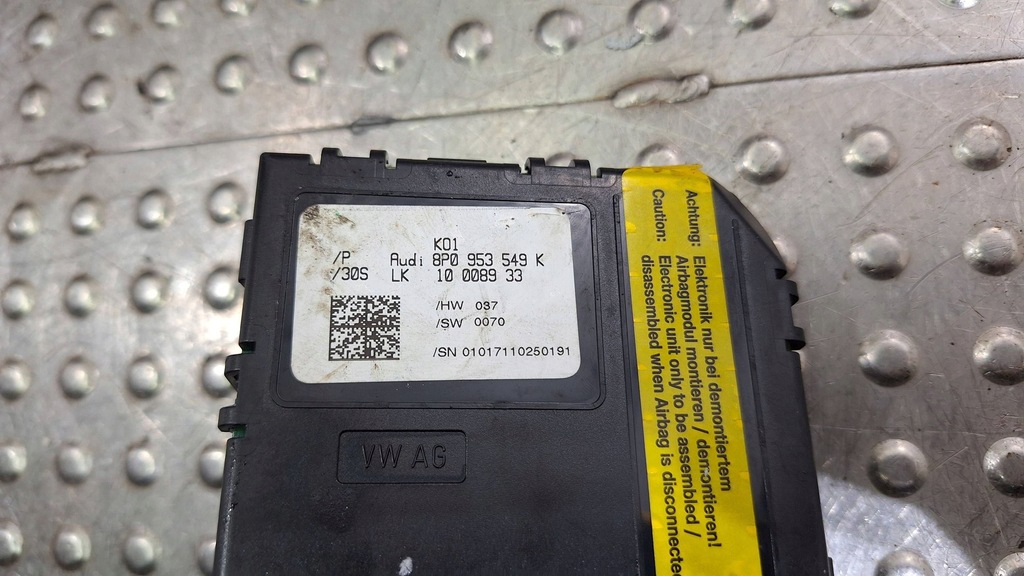 K01
/P Audi 8P0 953 549 K
/30S LK 10 0089 33
/HW 037
/SW 0070
/SN 01017110250191
VW AG
Achtung: Elektronik nur bei demontiertem
Airbagmodul montieren / demontieren!
Caution: Electronic unit only to be assembled /
disassembled when Airbag is disconnected